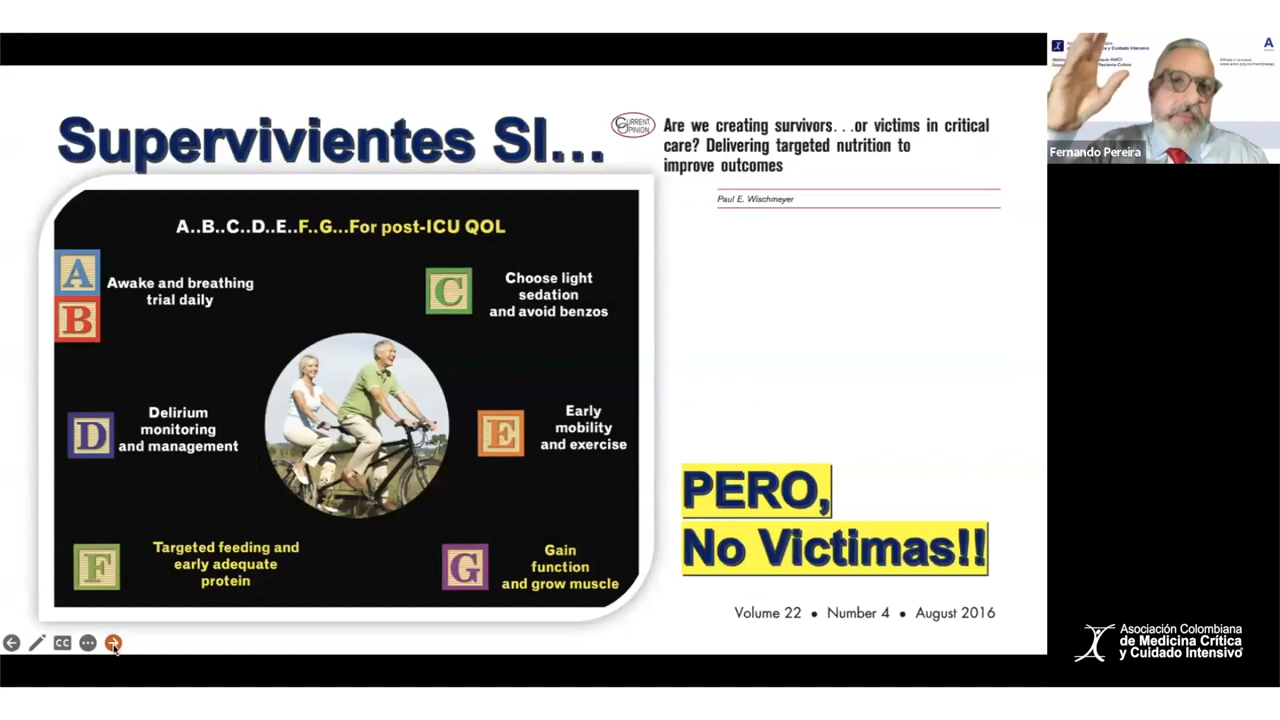 Supervivientes SI...
CURRENT
OPINION
Are we creating survivors. . .or victims in critical
care? Delivering targeted nutrition to
improve outcomes
Paul E. Wischmeyer
A..B..C..D..E..F..G...For post-ICU QOL
A
B
Awake and breathing
trial daily
C
Choose light
sedation
and avoid benzos
D
Delirium
monitoring
and management
E
Early
mobility
and exercise
F
Targeted feeding and
early adequate
protein
G
Gain
function
and grow muscle
PERO,
No Victimas!!
Volume 22 • Number 4 • August 2016
CC
Fernando Pereira
A
Asociación Colombiana
de Medicina Crítica
y Cuidado Intensivo